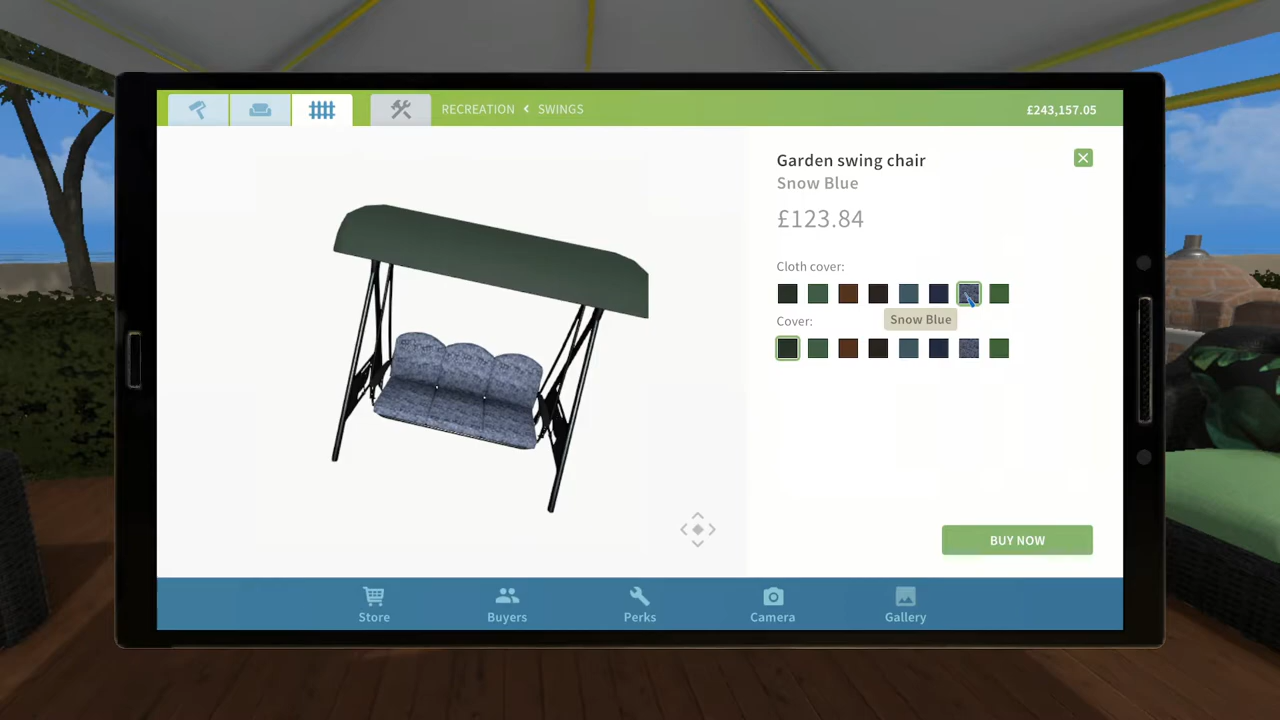 RECREATION < SWINGS
£243,157.05
Garden swing chair
Snow Blue
£123.84
Cloth cover:
Snow Blue
Cover:
BUY NOW
Store
Buyers
Perks
Camera
Gallery